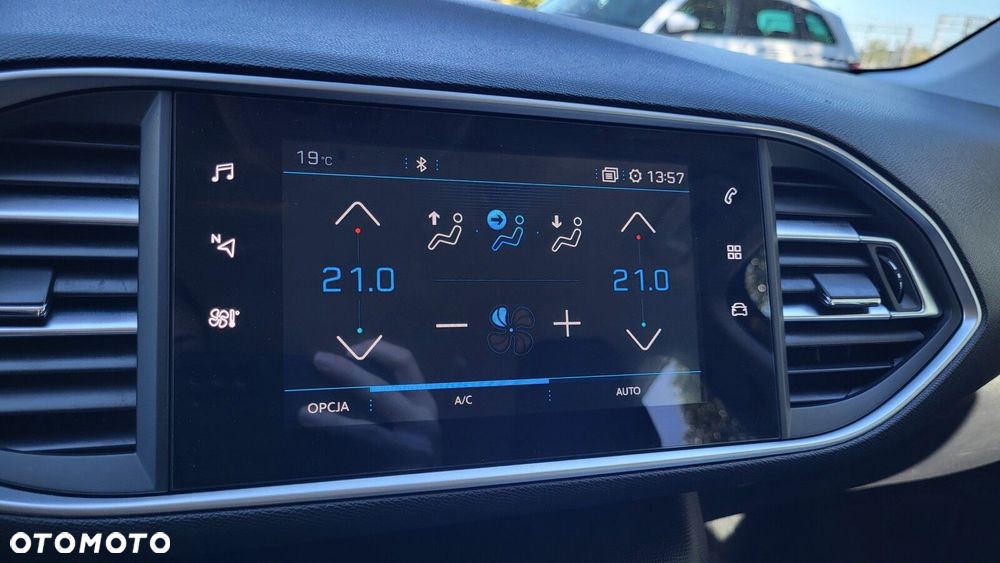 19°C
13:57
N
21.0
21.0
OPCJA
A/C
AUTO
OTOMOTO